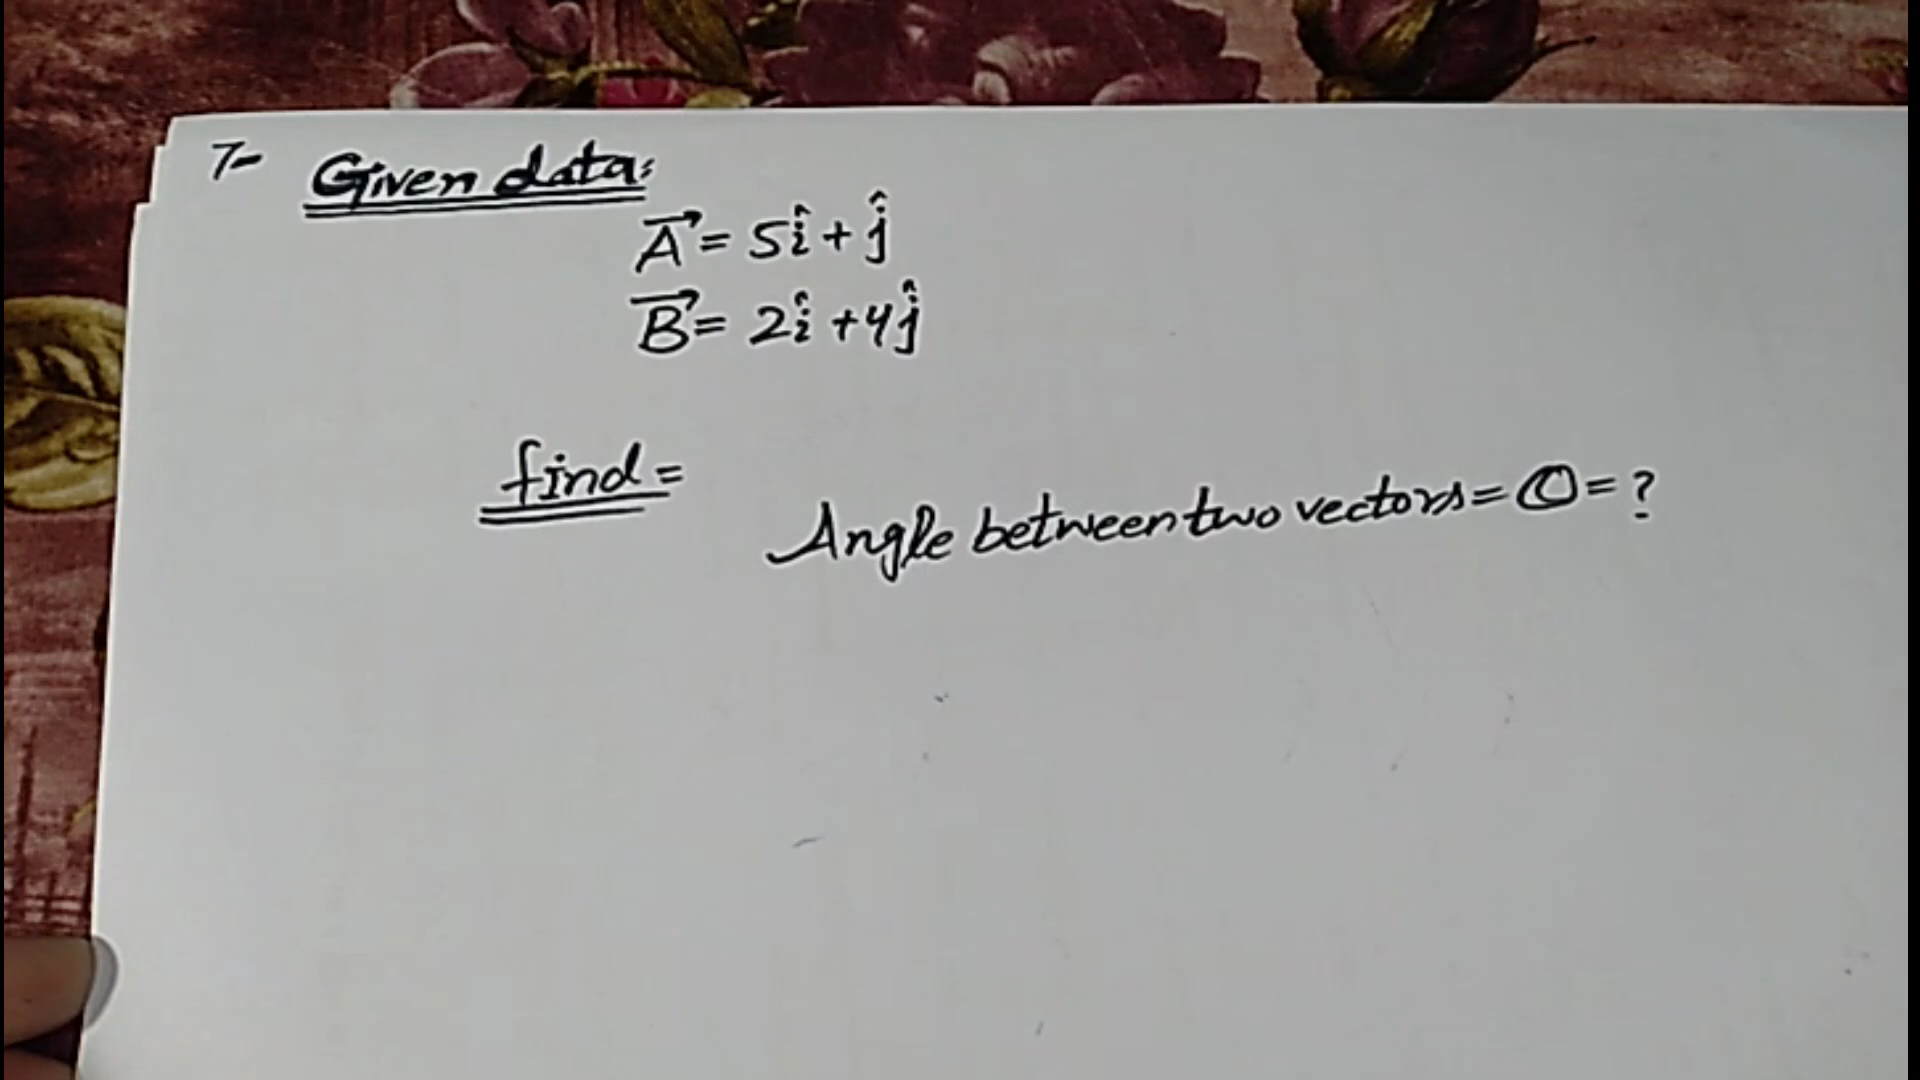 7- Given data:
A⃗ = 5î + ĵ
B⃗ = 2î + 4ĵ
find =
Angle between two vectors = Θ = ?